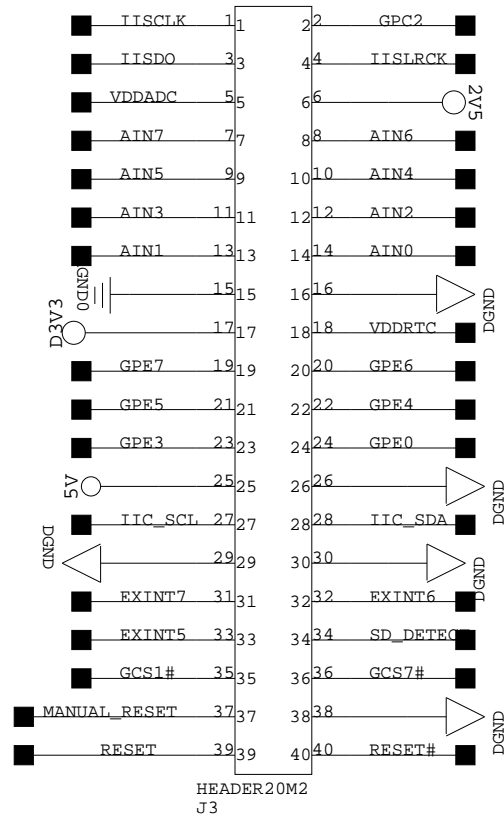 IISCLK 1 1 2 2 GPC2
IISDO 3 3 4 4 IISLRCK
VDDADC 5 5 6 6 2V5
AIN7 7 7 8 8 AIN6
AIN5 9 9 10 10 AIN4
AIN3 11 11 12 12 AIN2
AIN1 13 13 14 14 AIN0
GND0 15 15 16 16 DGND
D3V3 17 17 18 18 VDDRTC
GPE7 19 19 20 20 GPE6
GPE5 21 21 22 22 GPE4
GPE3 23 23 24 24 GPE0
5V 25 25 26 26 DGND
IIC_SCL 27 27 28 28 IIC_SDA
DGND 29 29 30 30 DGND
EXINT7 31 31 32 32 EXINT6
EXINT5 33 33 34 34 SD_DETECT
GCS1# 35 35 36 36 GCS7#
MANUAL_RESET 37 37 38 38 DGND
RESET 39 39 40 40 RESET#
HEADER20M2
J3